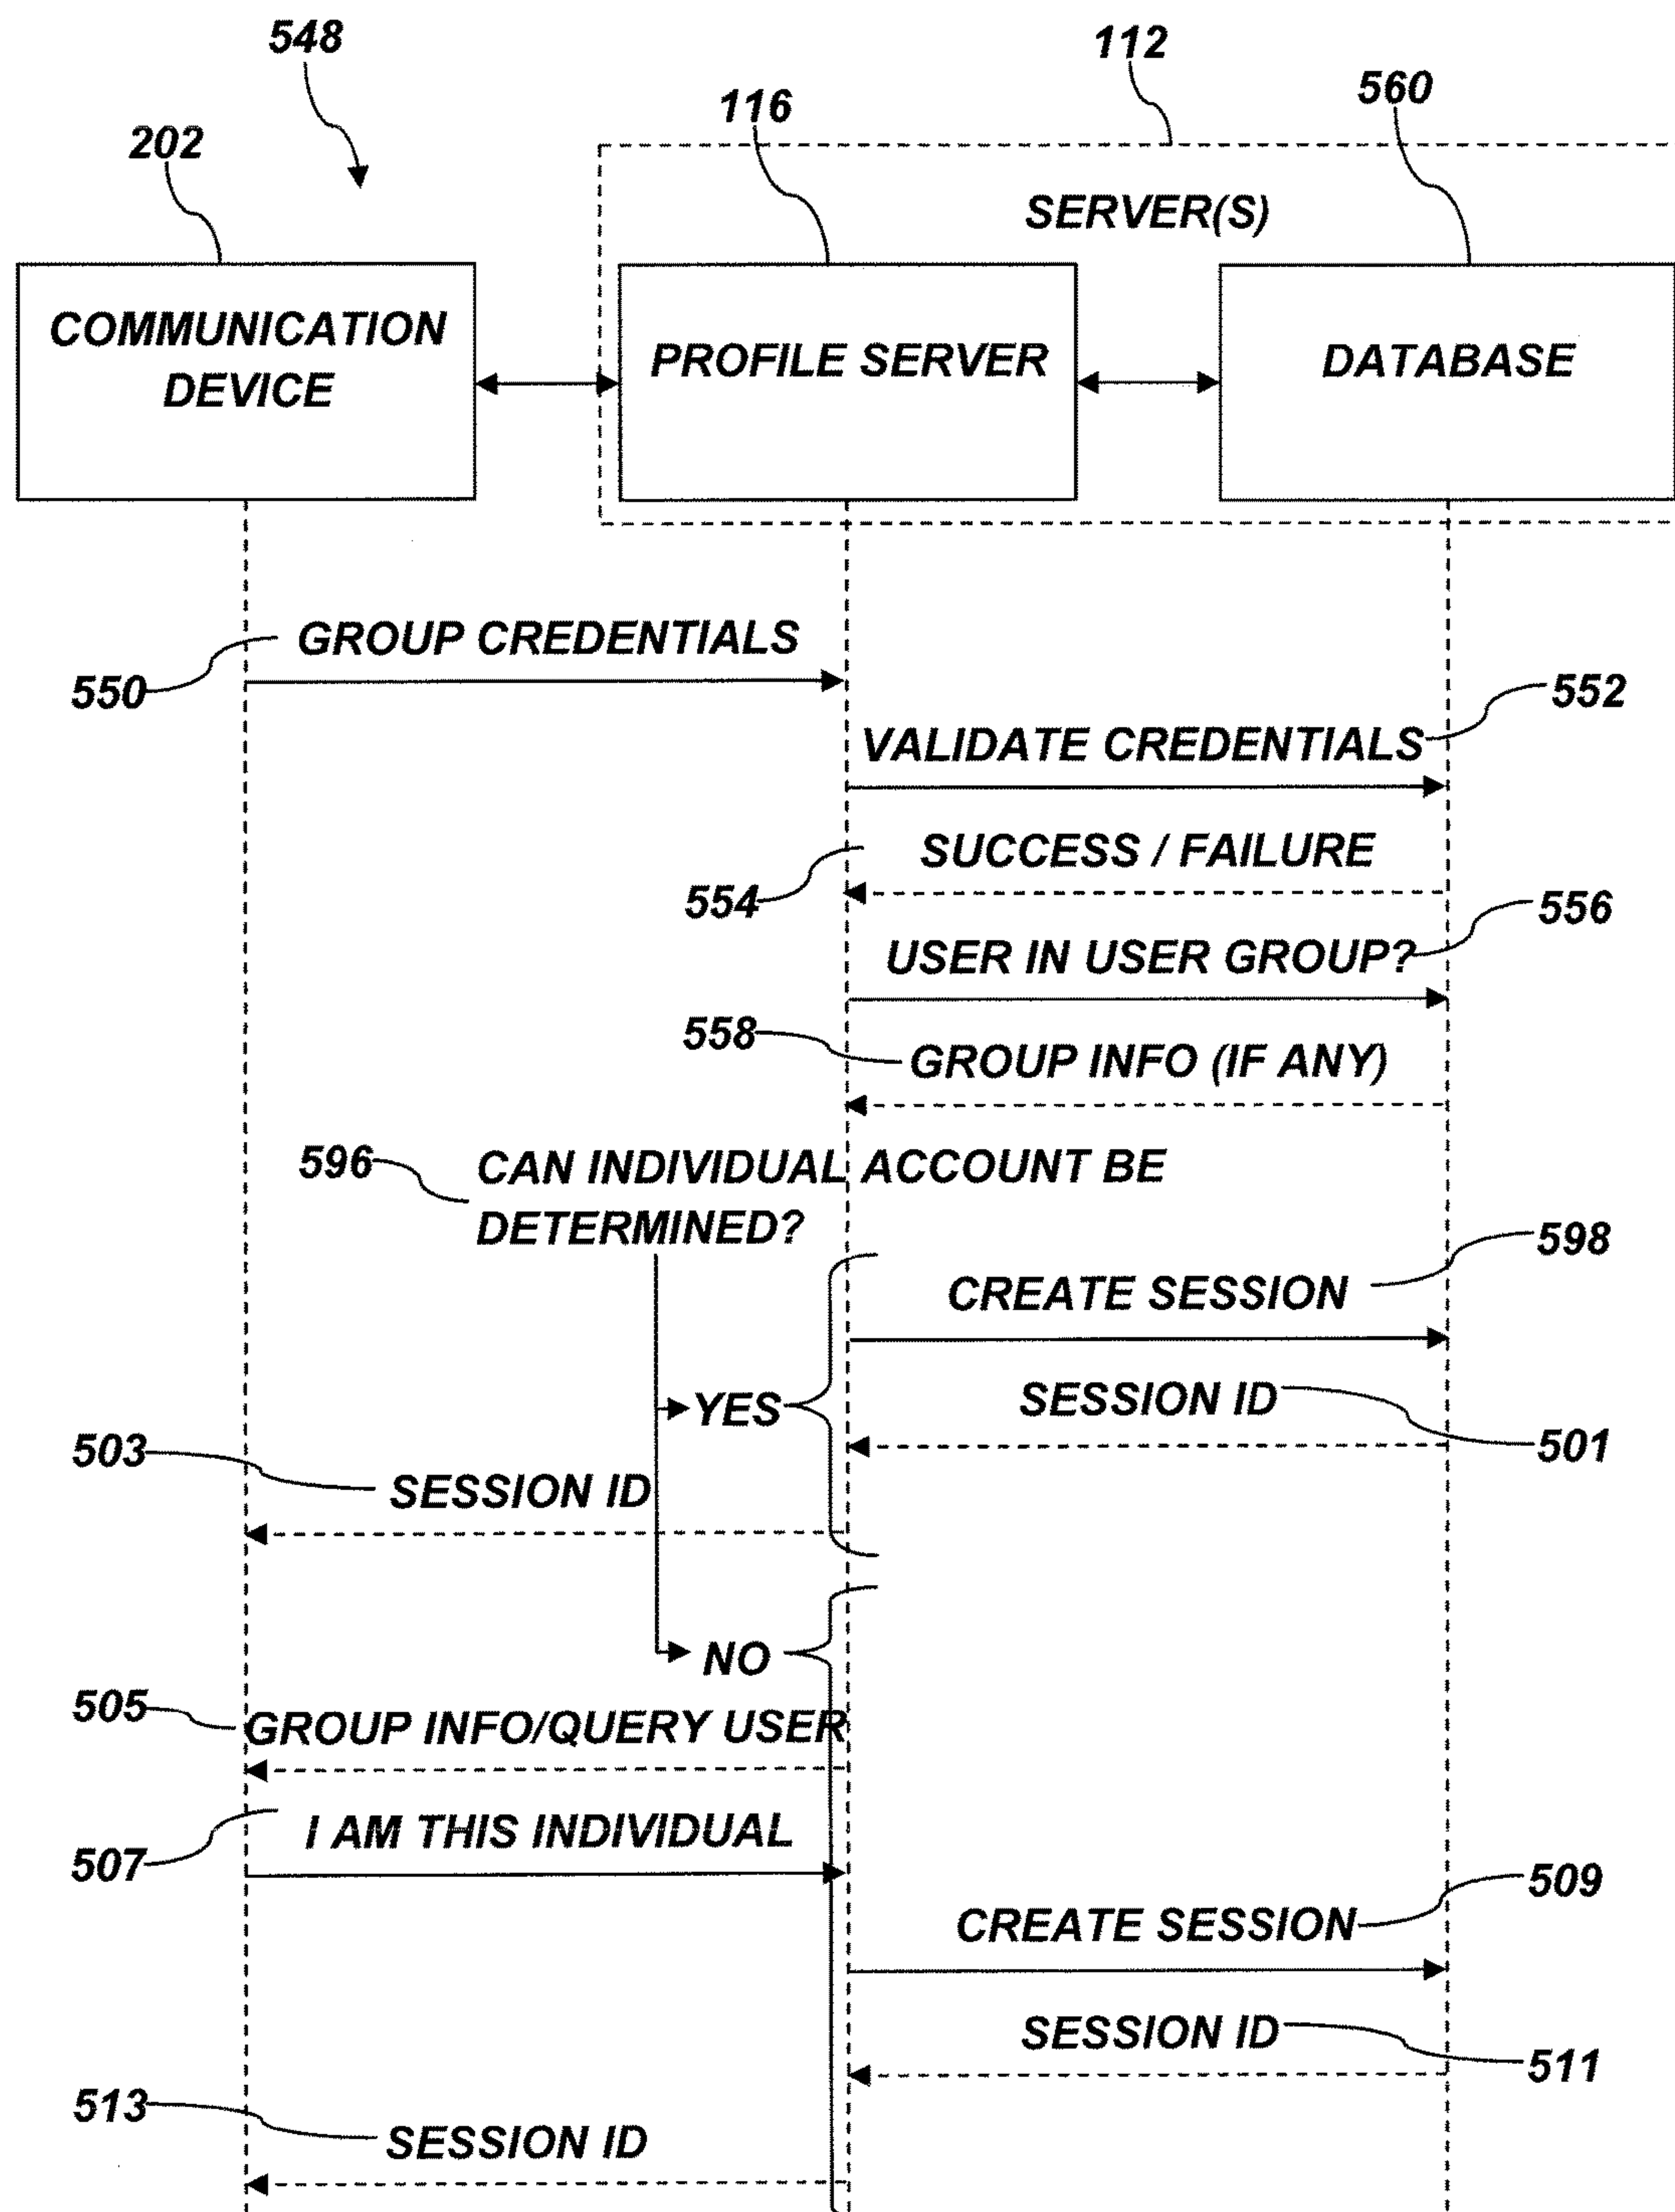 548
112
560
116
202
SERVER(S)
COMMUNICATION
DEVICE
PROFILE SERVER
DATABASE
GROUP CREDENTIALS
550
552
VALIDATE CREDENTIALS
SUCCESS / FAILURE
554
556
USER IN USER GROUP?
558
GROUP INFO (IF ANY)
596
CAN INDIVIDUAL ACCOUNT BE
DETERMINED?
598
CREATE SESSION
SESSION ID
YES
501
503
SESSION ID
NO
505
GROUP INFO/QUERY USER
I AM THIS INDIVIDUAL
507
509
CREATE SESSION
SESSION ID
511
513
SESSION ID